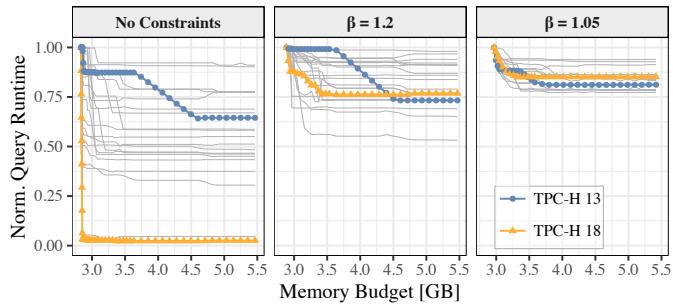 No Constraints
β = 1.2
β = 1.05
Norm. Query Runtime
1.00
0.75
0.50
0.25
0.00
TPC-H 13
TPC-H 18
3.0 3.5 4.0 4.5 5.0 5.5
3.0 3.5 4.0 4.5 5.0 5.5
3.0 3.5 4.0 4.5 5.0 5.5
Memory Budget [GB]